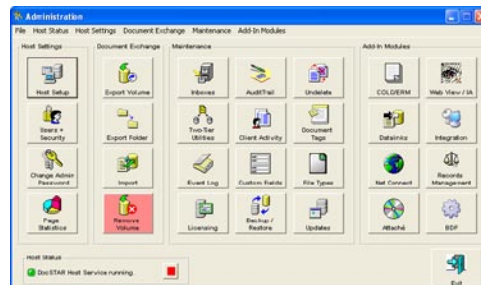 Administration
File Host Status Host Settings Document Exchange Maintenance Add-In Modules
Host Settings Document Exchange Maintenance Add-In Modules
Host Setup Export Volume Inboxes AuditTrail Undelete COLD/ERM Web View / IA
Users + Security Export Folder Two-Tier Utilities Client Activity Document Tags Datalinks Integration
Change Admin Password Import Event Log Custom Fields File Types Net Connect Records Management
Page Statistics Remove Volume Licensing Backup / Restore Updates Attaché BDF
Host Status
DocSTAR Host Service running.
Exit